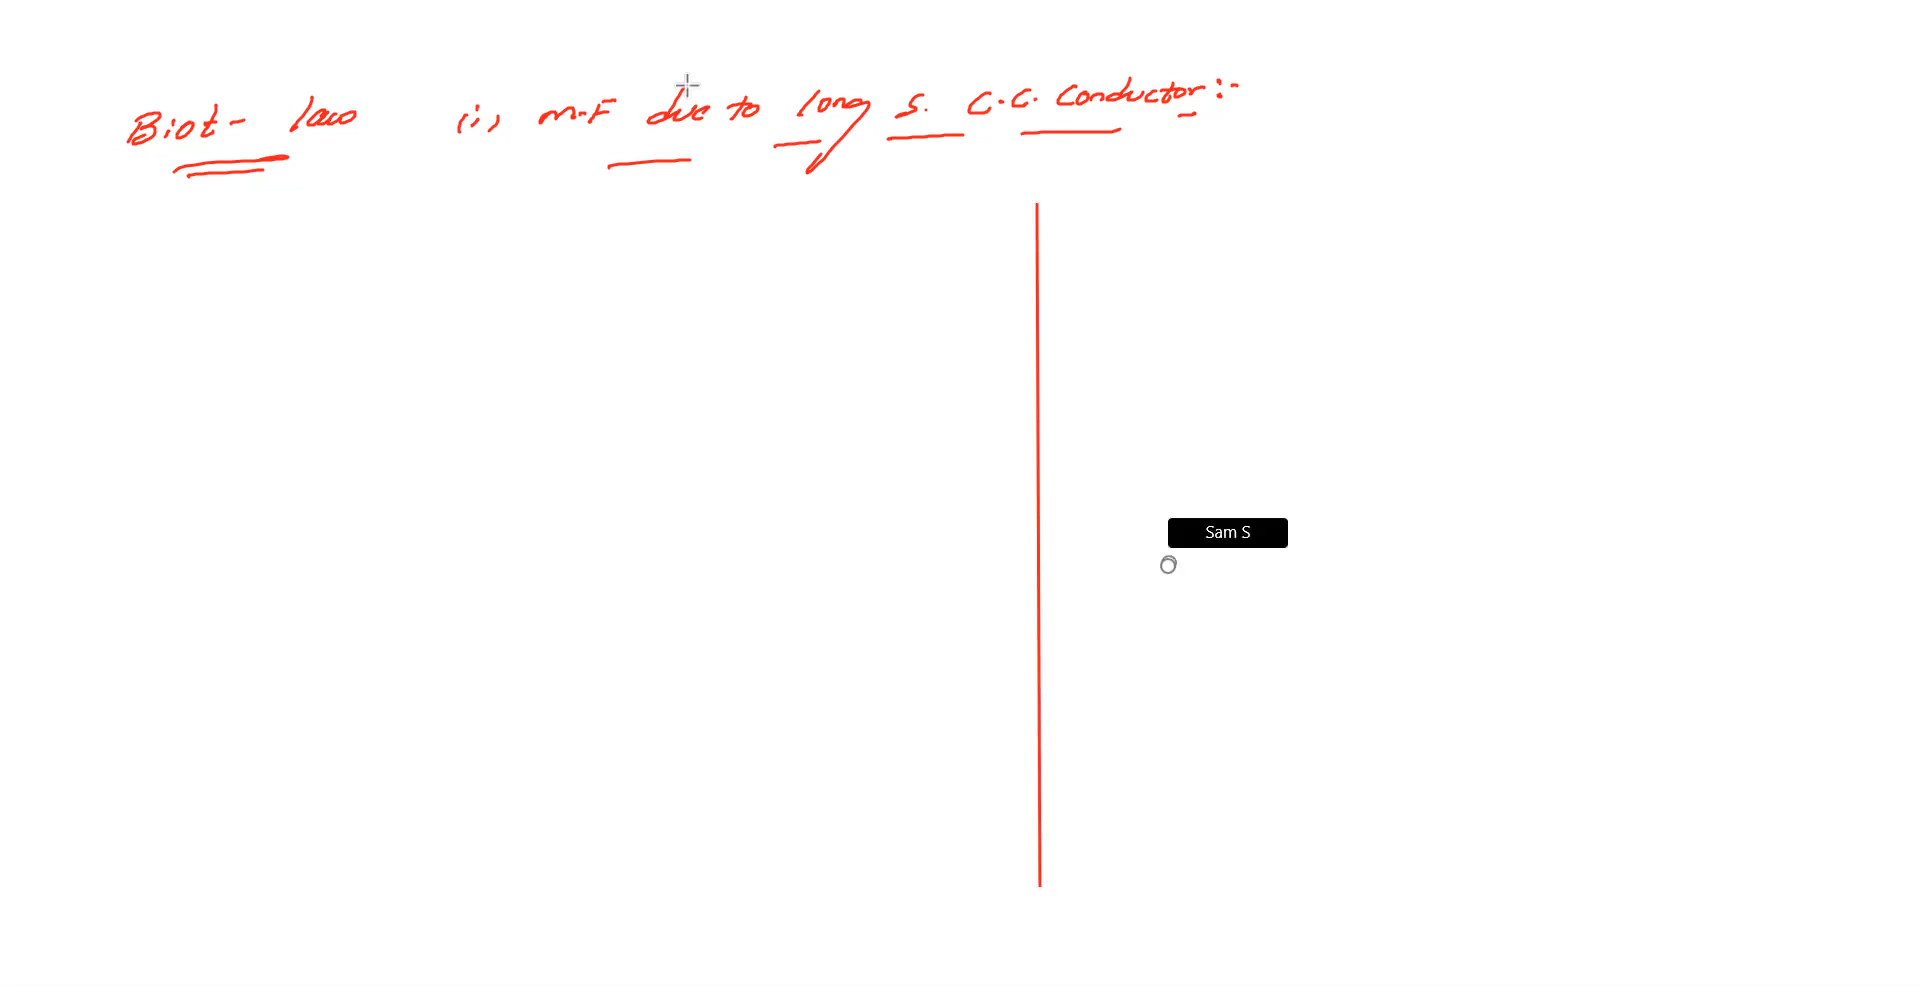 Biot- law (i) M.F due to long S. C.C. Conductor:-
Sam S